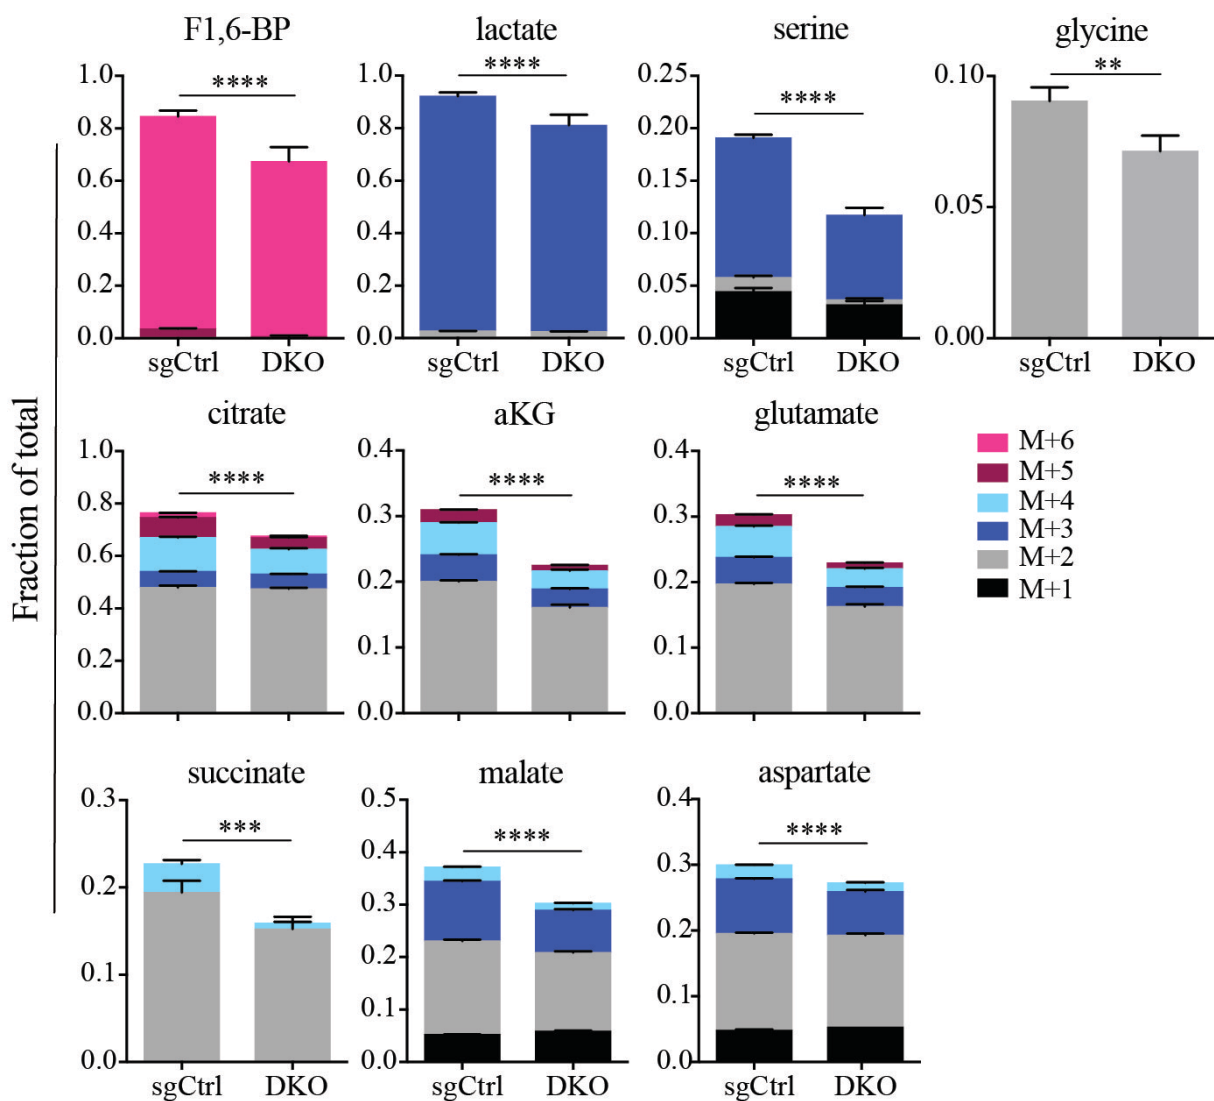 F1,6-BP
lactate
serine
glycine
1.0
0.8
0.6
0.4
0.2
0.0
****
sgCtrl
DKO
1.0
0.8
0.6
0.4
0.2
0.0
****
sgCtrl
DKO
0.25
0.20
0.15
0.10
0.05
0.00
****
sgCtrl
DKO
0.10
0.05
0.00
**
sgCtrl
DKO
Fraction of total
citrate
aKG
glutamate
1.0
0.8
0.6
0.4
0.2
0.0
****
0.4
0.3
0.2
0.1
0.0
****
0.4
0.3
0.2
0.1
0.0
****
M+6
M+5
M+4
M+3
M+2
M+1
succinate
malate
aspartate
0.3
0.2
0.1
0.0
***
sgCtrl
DKO
0.5
0.4
0.3
0.2
0.1
0.0
****
sgCtrl
DKO
0.4
0.3
0.2
0.1
0.0
****
sgCtrl
DKO